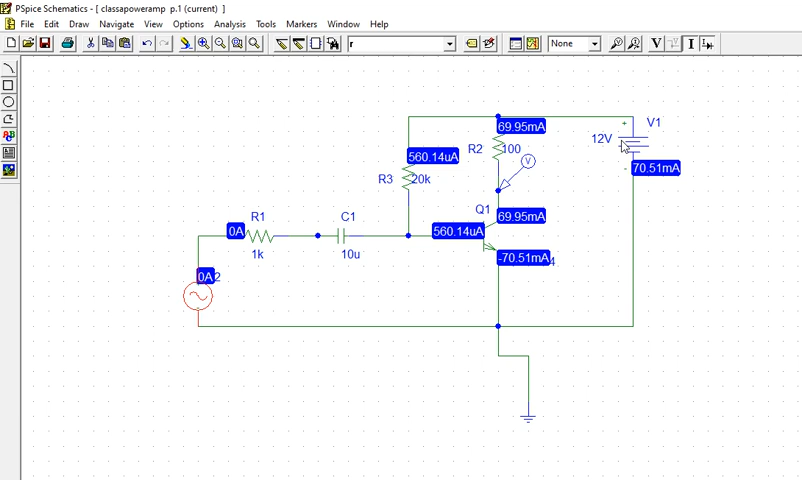 PSpice Schematics - [ classapoweramp p.1 (current) ]
File Edit Draw Navigate View Options Analysis Tools Markers Window Help
r None V I
69.95mA
+ V1
12V
560.14uA R2 100
V
- 70.51mA
R3 20k
Q1 69.95mA
R1 C1
0A 560.14uA
1k 10u
-70.51mA 4
0A 2